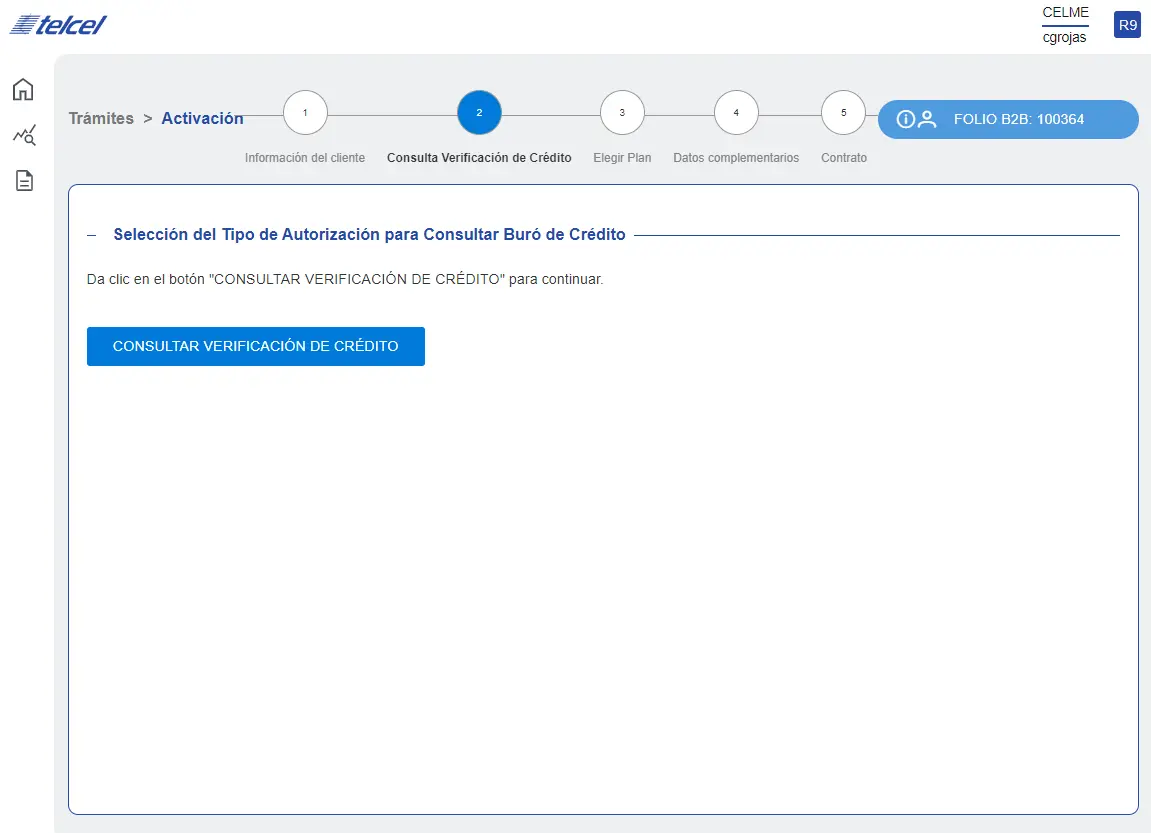 telcel
CELME
cgrojas
R9
Trámites > Activación
1
2
3
4
5
FOLIO B2B: 100364
Información del cliente
Consulta Verificación de Crédito
Elegir Plan
Datos complementarios
Contrato
Selección del Tipo de Autorización para Consultar Buró de Crédito
Da clic en el botón "CONSULTAR VERIFICACIÓN DE CRÉDITO" para continuar.
CONSULTAR VERIFICACIÓN DE CRÉDITO